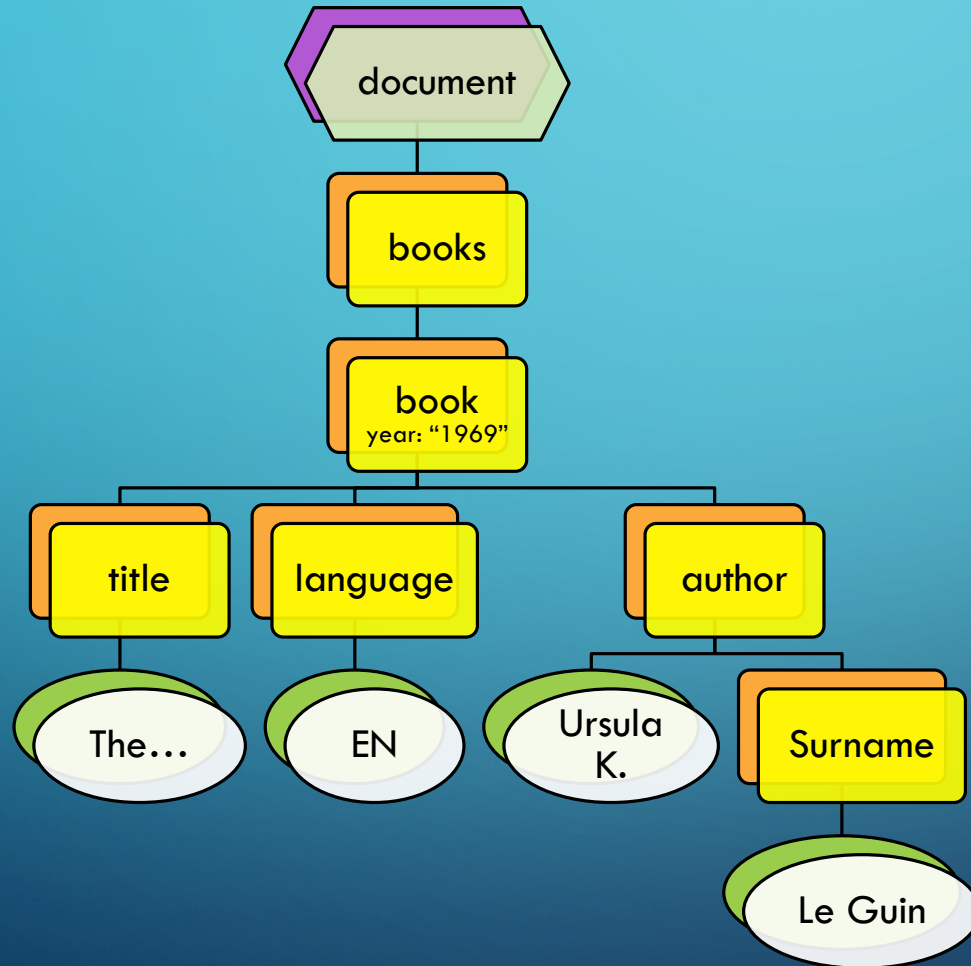 document
books
book
year: “1969”
title
language
author
The…
EN
Ursula
K.
Surname
Le Guin